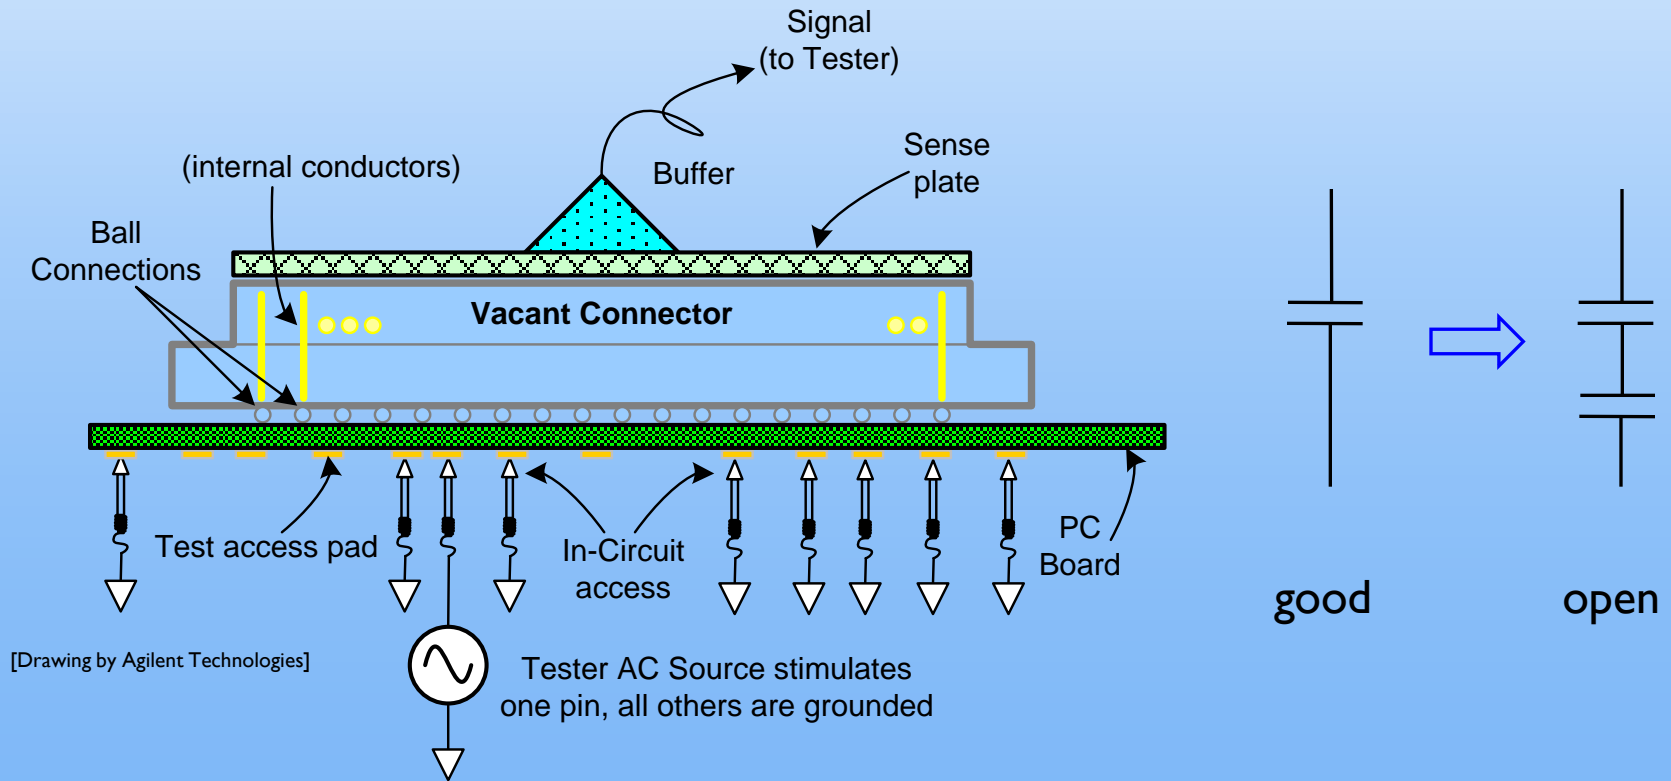 Signal
(to Tester)
(internal conductors)
Buffer
Sense
plate
Ball
Connections
Vacant Connector
Test access pad
In-Circuit
access
PC
Board
good
open
[Drawing by Agilent Technologies]
Tester AC Source stimulates
one pin, all others are grounded